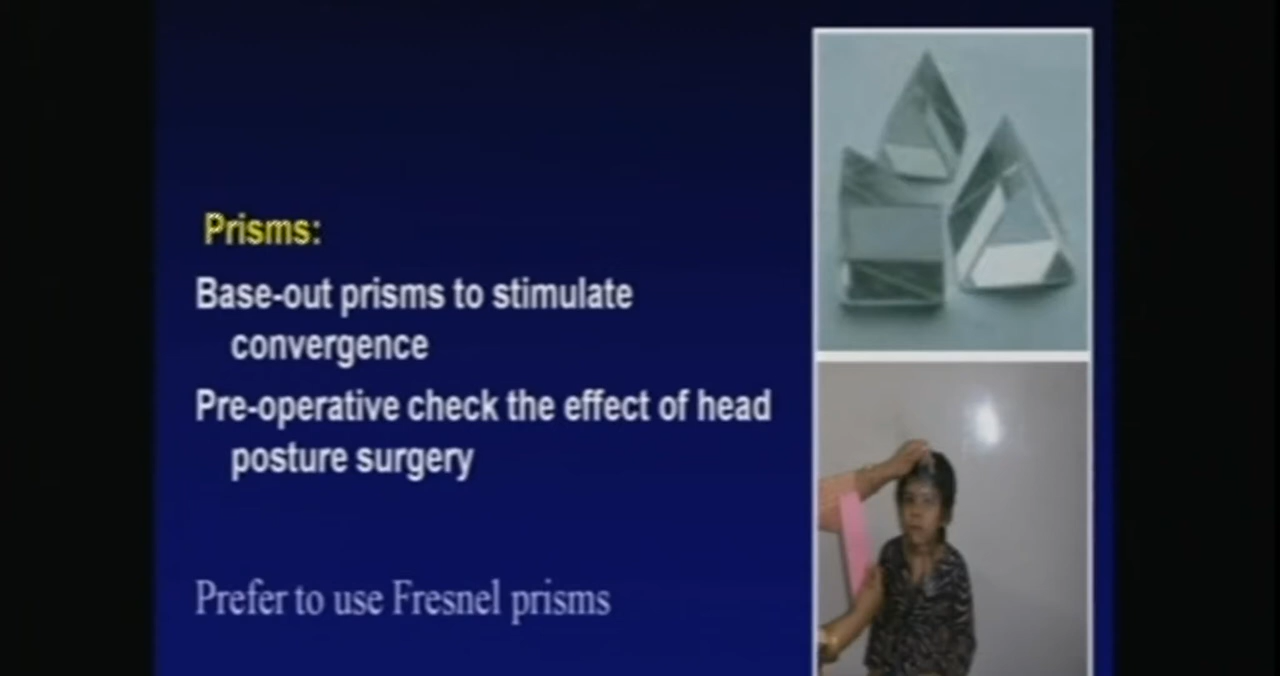 Prisms:
Base-out prisms to stimulate
convergence
Pre-operative check the effect of head
posture surgery
Prefer to use Fresnel prisms